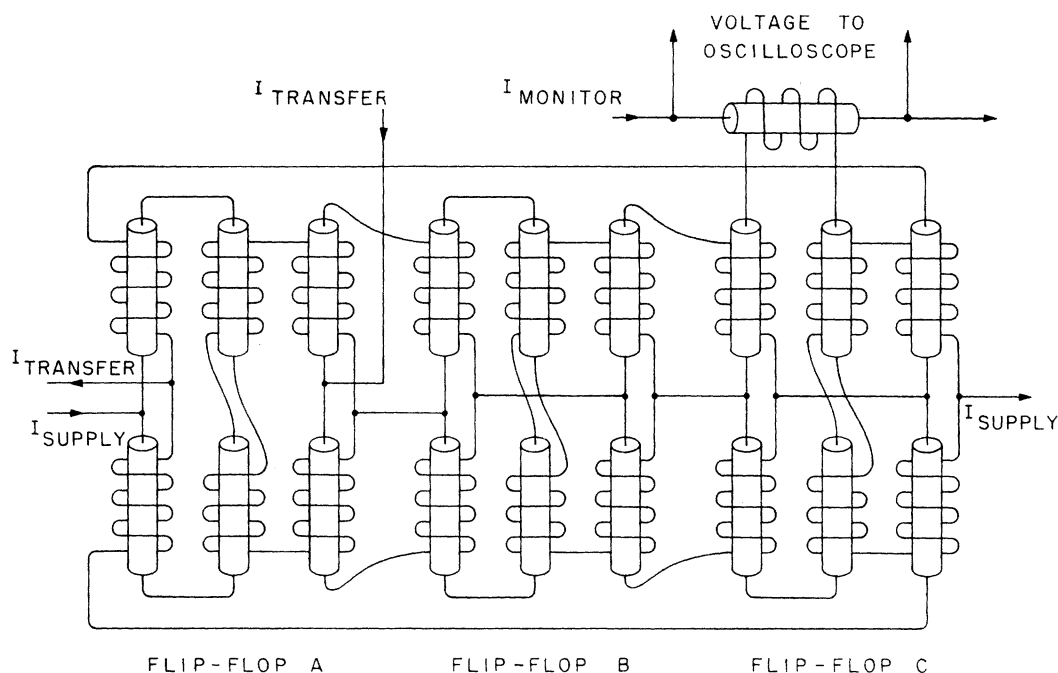 VOLTAGE TO
OSCILLOSCOPE
I TRANSFER
I MONITOR
I TRANSFER
I SUPPLY
I SUPPLY
FLIP-FLOP A
FLIP-FLOP B
FLIP-FLOP C